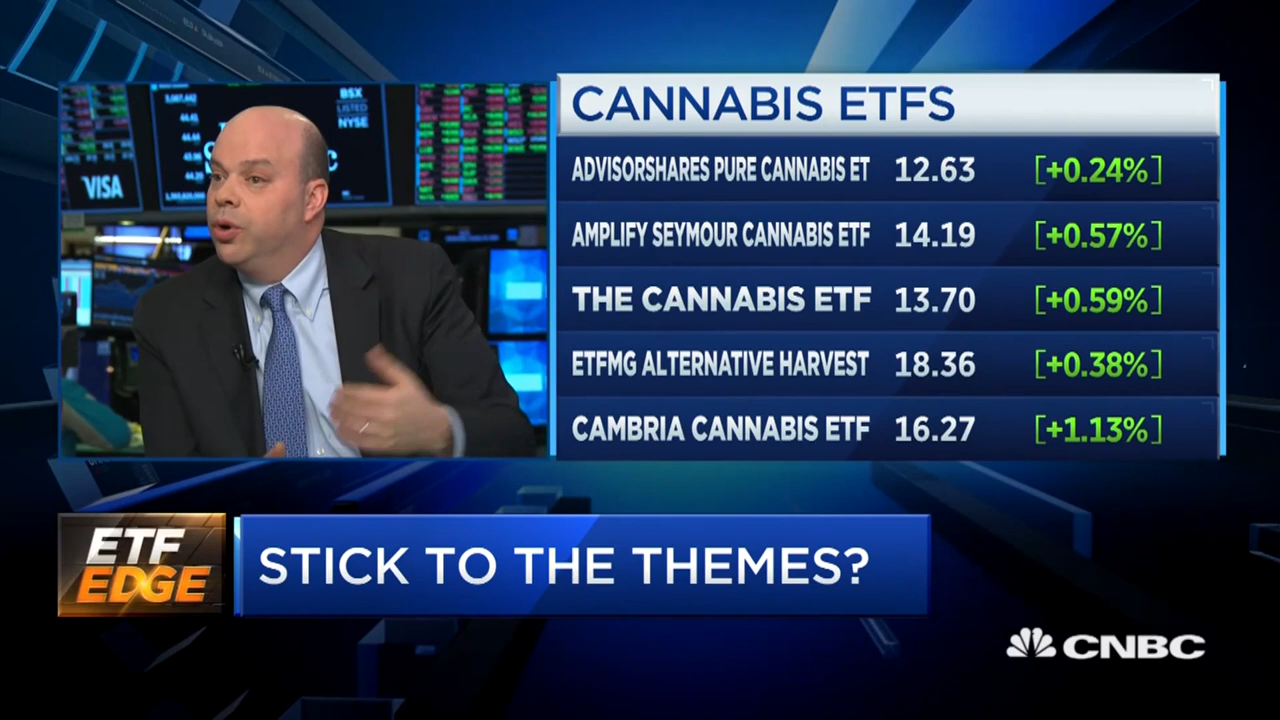 BSX
LISTED
NYSE
VISA
CANNABIS ETFS
ADVISORSHARES PURE CANNABIS ET 12.63 [+0.24%]
AMPLIFY SEYMOUR CANNABIS ETF 14.19 [+0.57%]
THE CANNABIS ETF 13.70 [+0.59%]
ETFMG ALTERNATIVE HARVEST 18.36 [+0.38%]
CAMBRIA CANNABIS ETF 16.27 [+1.13%]
ETF
EDGE
STICK TO THE THEMES?
CNBC